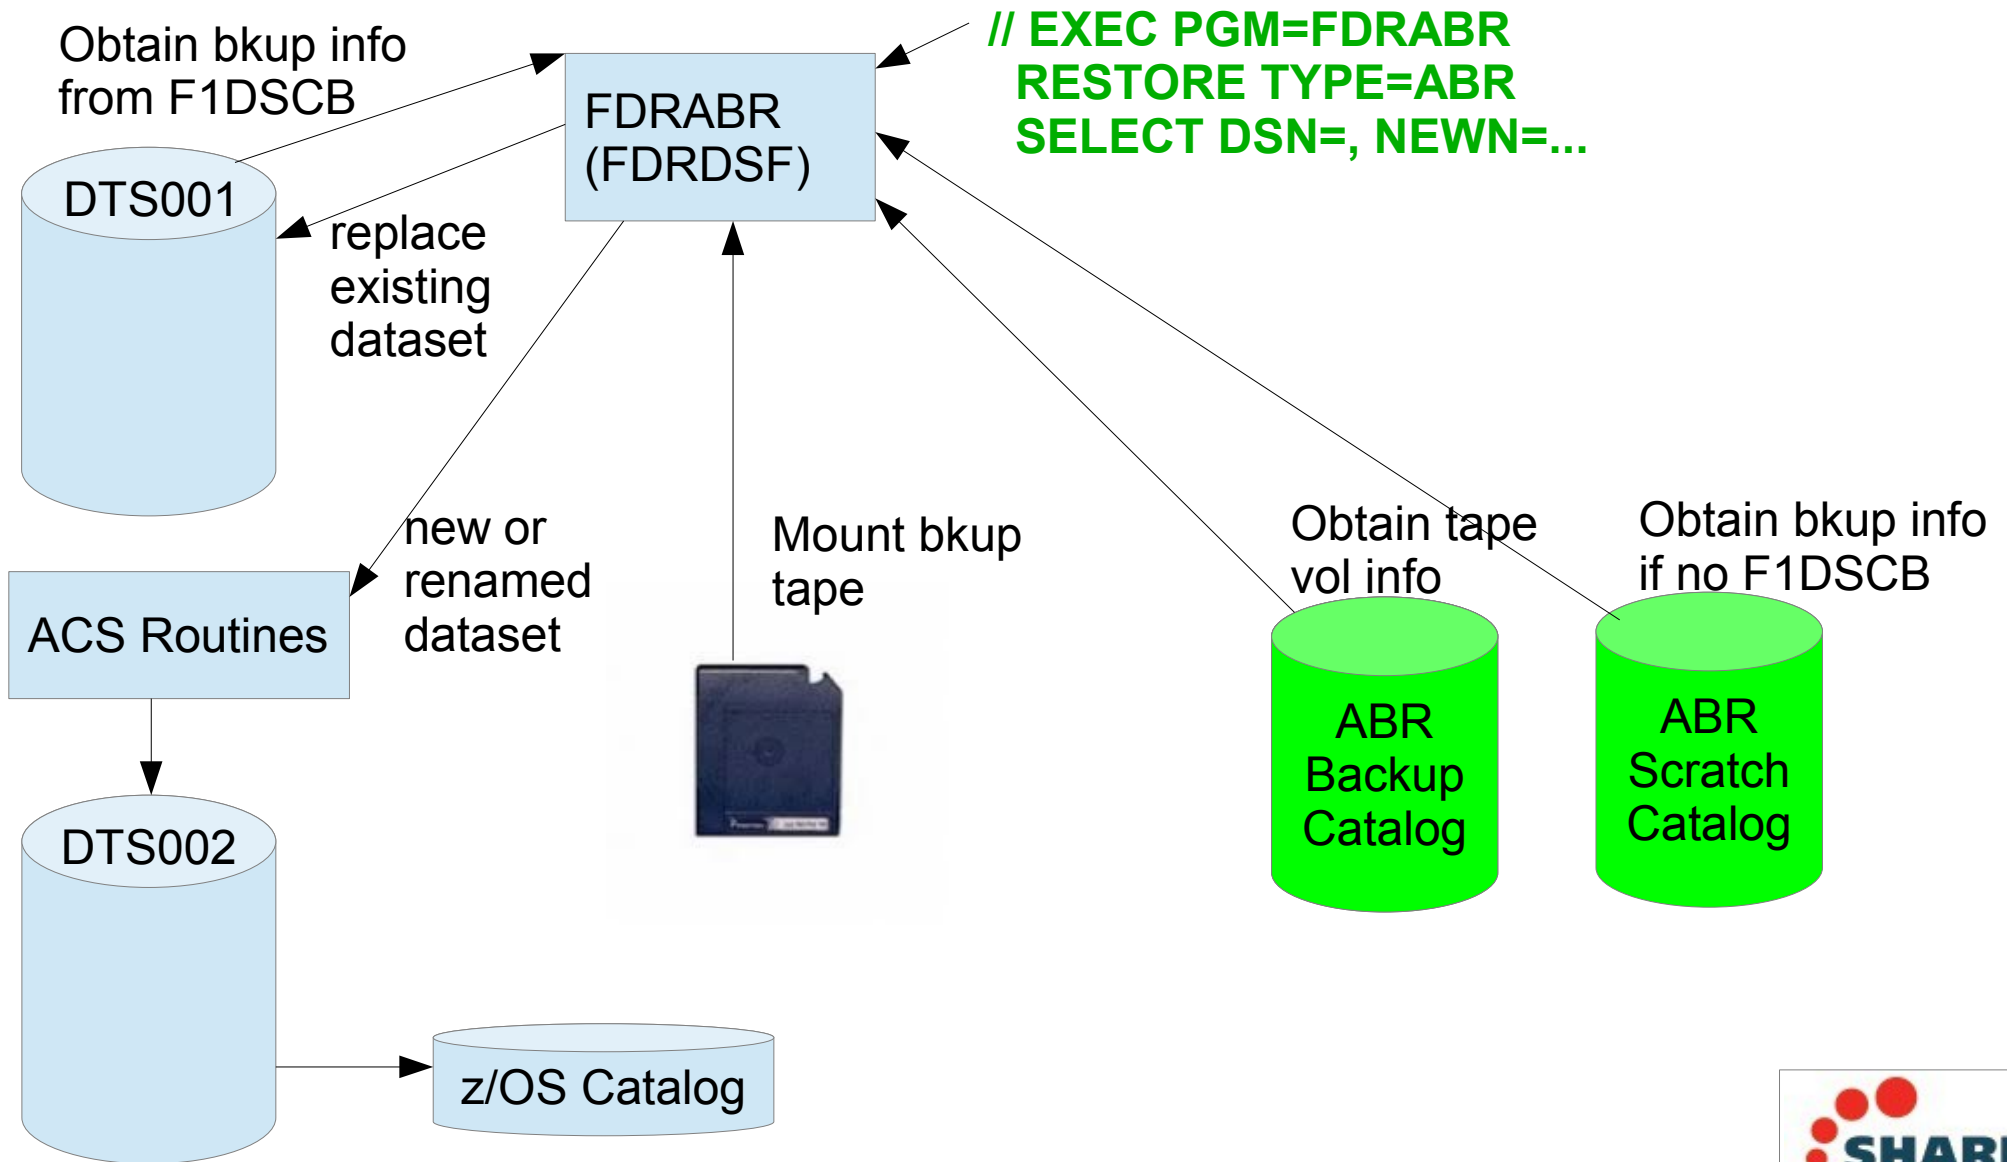 Obtain bkup info
from F1DSCB
FDRABR
(FDRDSF)
// EXEC PGM=FDRABR
RESTORE TYPE=ABR
SELECT DSN=, NEWN=...
DTS001
replace
existing
dataset
new or
renamed
dataset
Mount bkup
tape
Obtain tape
vol info
Obtain bkup info
if no F1DSCB
ACS Routines
ABR
Backup
Catalog
ABR
Scratch
Catalog
DTS002
z/OS Catalog